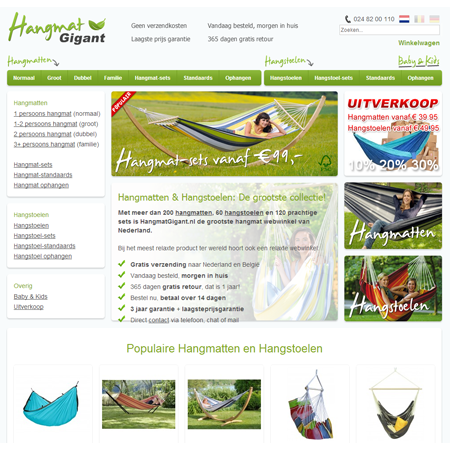 Hangmat Gigant
Geen verzendkosten
Vandaag besteld, morgen in huis
Laagste prijs garantie
365 dagen gratis retour
024 82 00 110
Zoeken..
Winkelwagen
Hangmatten
Hangstoelen
Baby & Kids
Normaal
Groot
Dubbel
Familie
Hangmat-sets
Standaards
Ophangen
Hangstoelen
Hangstoel-sets
Standaards
Ophangen
Hangmatten
1 persoons hangmat (normaal)
1-2 persoons hangmat (groot)
2 persoons hangmat (dubbel)
3+ persoons hangmat (familie)
Hangmat-sets
Hangmat-standaards
Hangmat ophangen
Hangstoelen
Hangstoelen
Hangstoel-sets
Hangstoel-standaards
Hangstoel ophangen
Overig
Baby & Kids
Uitverkoop
POPULAIR
Hangmat-sets vanaf € 99,-
FSC
UITVERKOOP
Hangmatten vanaf € 39.95
Hangstoelen vanaf € 49.95
10% 20% 30%
Hangmatten & Hangstoelen: De grootste collectie!
Met meer dan 200 hangmatten, 60 hangstoelen en 120 prachtige
sets is HangmatGigant.nl de grootste hangmat webwinkel van
Nederland.
Bij het meest relaxte product ter wereld hoort ook een relaxte winkel:
Gratis verzending naar Nederland en België
Vandaag besteld, morgen in huis
365 dagen gratis retour, dat is 1 jaar!
Bestel nu, betaal over 14 dagen
3 jaar garantie + laagsteprijsgarantie
Direct contact via telefoon, chat of mail
Hangmatten
Hangstoelen
Populaire Hangmatten en Hangstoelen